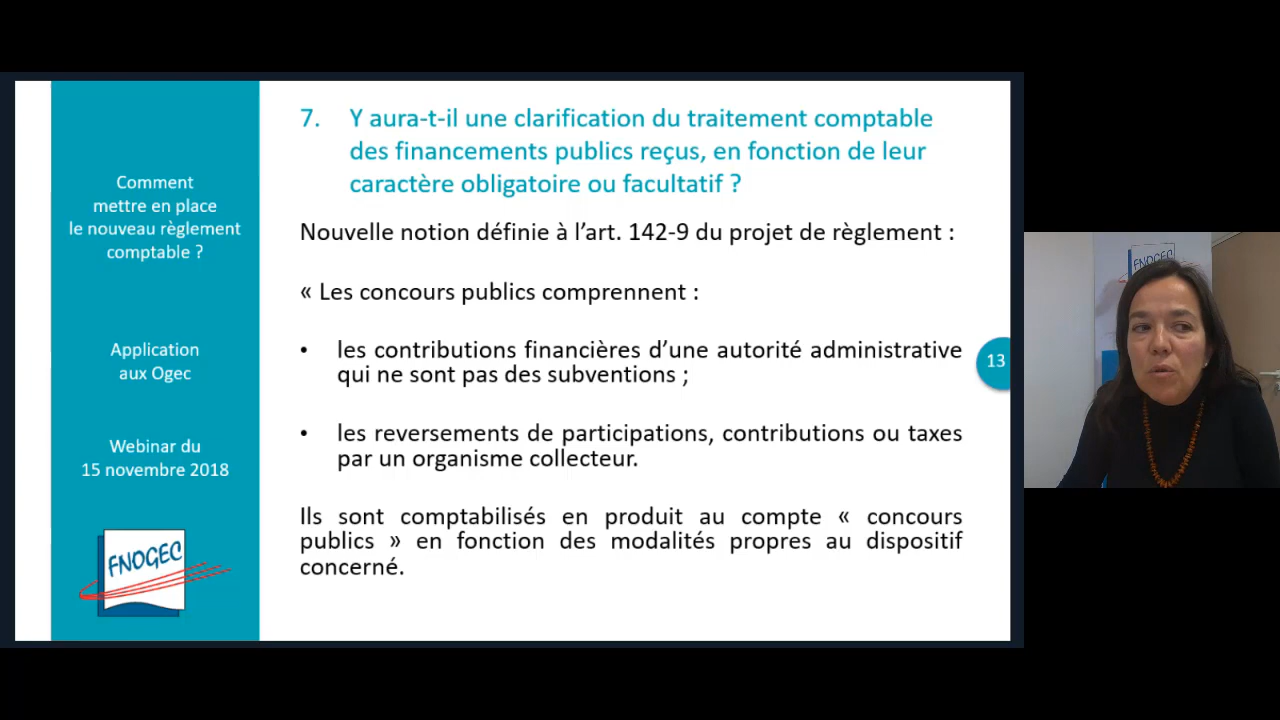 Comment
mettre en place
le nouveau règlement
comptable ?
Application
aux Ogec
Webinar du
15 novembre 2018
FNOGEC
7. Y aura-t-il une clarification du traitement comptable
des financements publics reçus, en fonction de leur
caractère obligatoire ou facultatif ?
Nouvelle notion définie à l’art. 142-9 du projet de règlement :
« Les concours publics comprennent :
• les contributions financières d’une autorité administrative
qui ne sont pas des subventions ;
• les reversements de participations, contributions ou taxes
par un organisme collecteur.
Ils sont comptabilisés en produit au compte « concours
publics » en fonction des modalités propres au dispositif
concerné.
13
FNOGEC